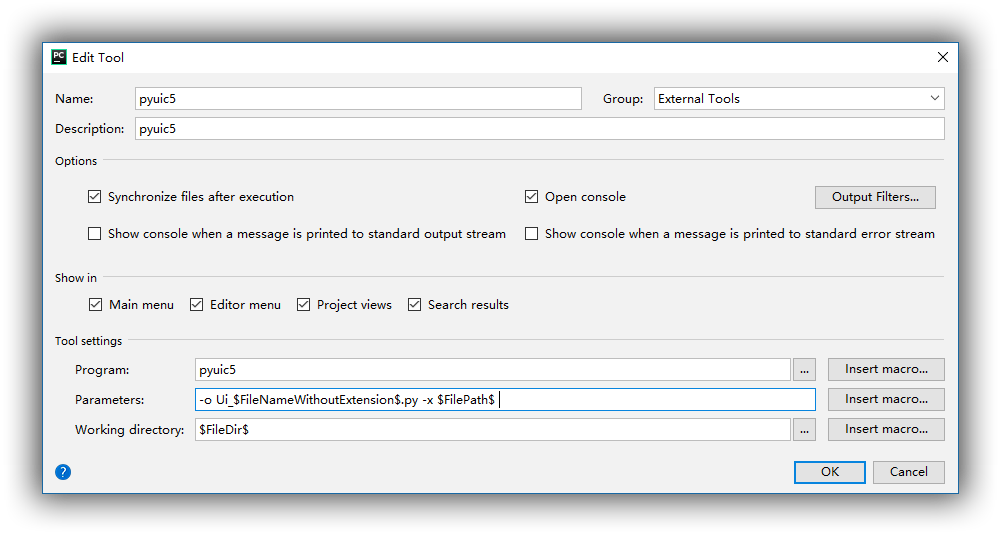 PC Edit Tool
Name: pyuic5 Group: External Tools
Description: pyuic5
Options
Synchronize files after execution Open console Output Filters...
Show console when a message is printed to standard output stream Show console when a message is printed to standard error stream
Show in
Main menu Editor menu Project views Search results
Tool settings
Program: pyuic5 ... Insert macro...
Parameters: -o Ui_$FileNameWithoutExtension$.py -x $FilePath$ Insert macro...
Working directory: $FileDir$ ... Insert macro...
? OK Cancel